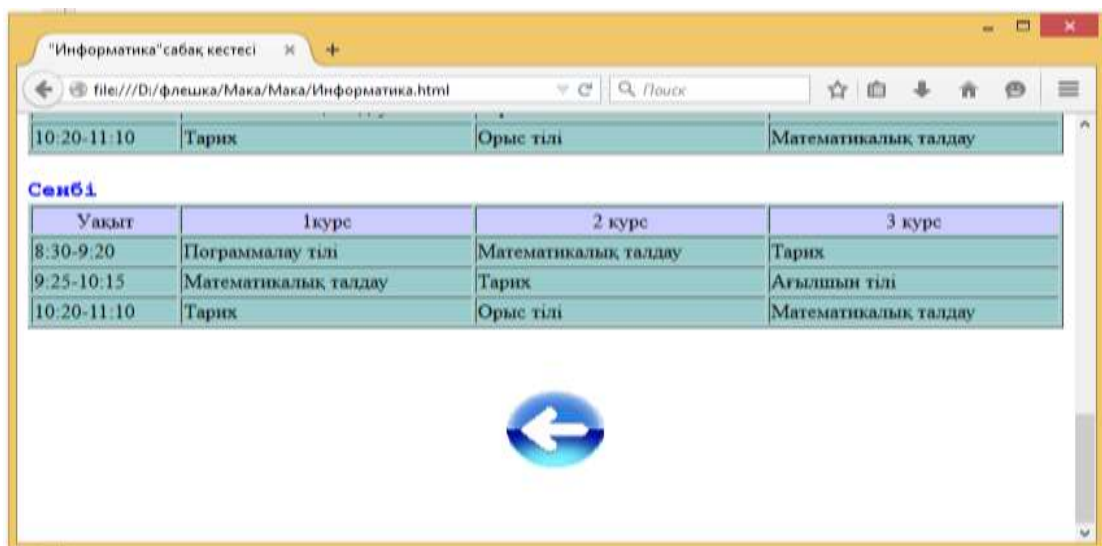 "Информатика"сабақ кестесі
file:///D:/флешка/Мака/Мака/Информатика.html
Поиск
10:20-11:10 Тарих Орыс тілі Математикалық талдау
Сенбі
Уақыт 1курс 2 курс 3 курс
8:30-9:20 Пограммалау тілі Математикалық талдау Тарих
9:25-10:15 Математикалық талдау Тарих Ағылшын тілі
10:20-11:10 Тарих Орыс тілі Математикалық талдау